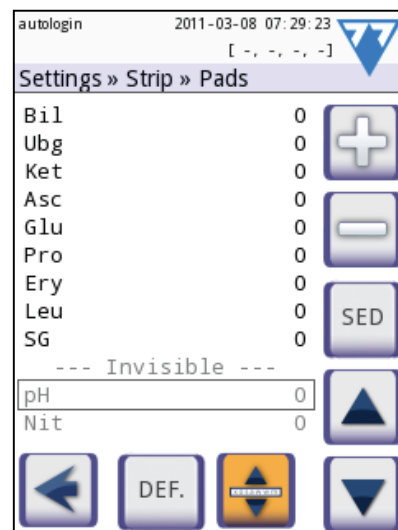 autologin 2011-03-08 07:29:23
[ -, -, -, -]
Settings » Strip » Pads
Bil 0
Ubg 0
Ket 0
Asc 0
Glu 0
Pro 0
Ery 0
Leu 0
SG 0
--- Invisible ---
pH 0
Nit 0
SED
DEF.